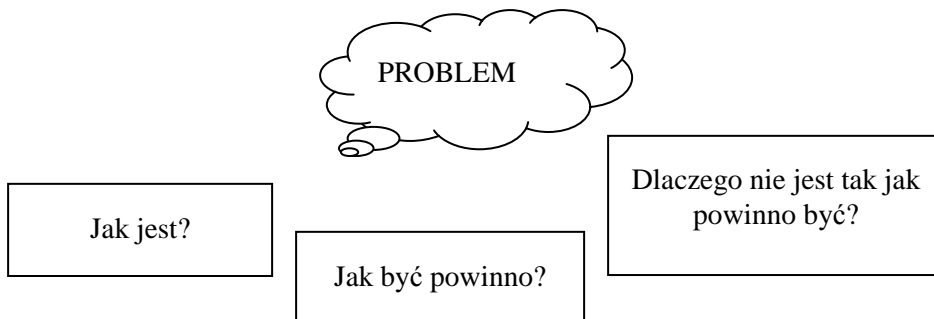 PROBLEM
Jak jest?
Jak być powinno?
Dlaczego nie jest tak jak
powinno być?